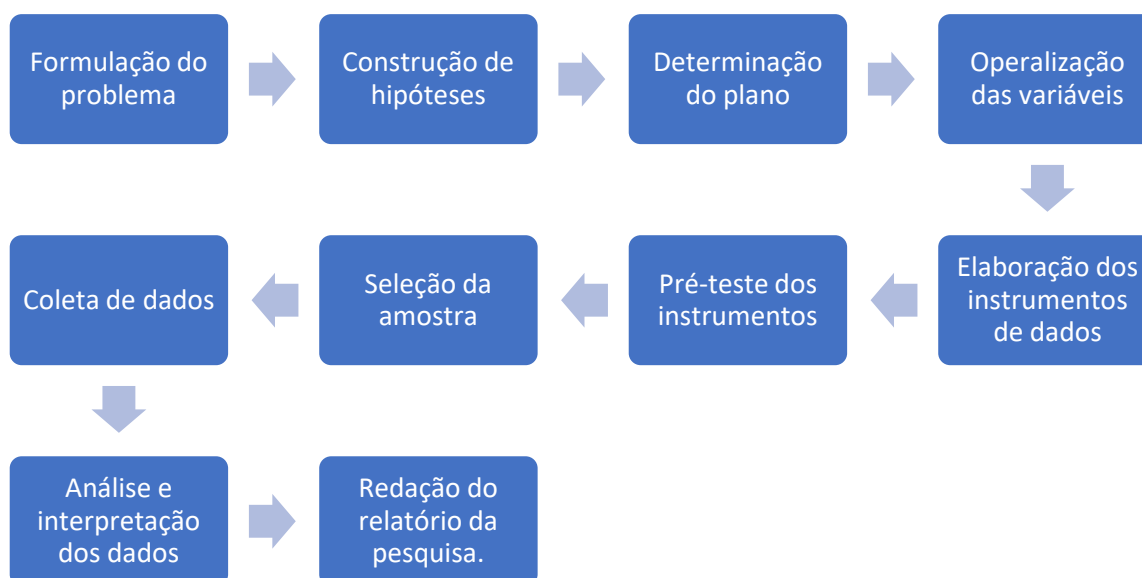 Formulação do
problema
Construção de
hipóteses
Determinação
do plano
Operalização
das variáveis
Elaboração dos
instrumentos
de dados
Pré-teste dos
instrumentos
Seleção da
amostra
Coleta de dados
Análise e
interpretação
dos dados
Redação do
relatório da
pesquisa.